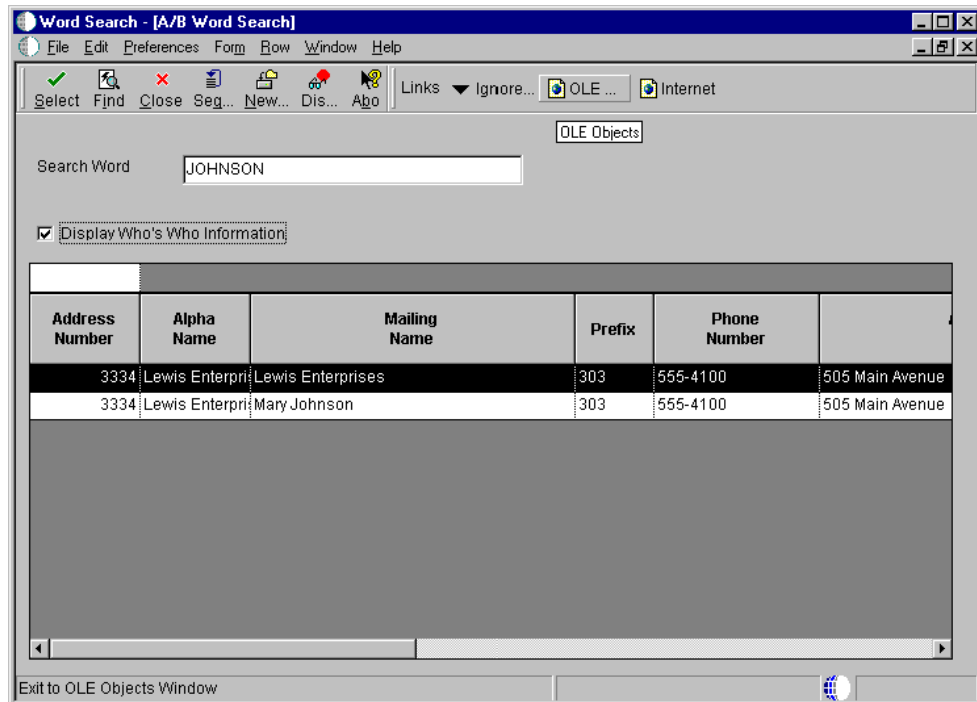 Word Search - [A/B Word Search]
File Edit Preferences Form Row Window Help
Select Find Close Seq... New... Dis... Abo Links Ignore... OLE ... Internet
OLE Objects
Search Word JOHNSON
Display Who's Who Information
Address Number Alpha Name Mailing Name Prefix Phone Number
3334 Lewis Enterpri Lewis Enterprises 303 555-4100 505 Main Avenue
3334 Lewis Enterpri Mary Johnson 303 555-4100 505 Main Avenue
Exit to OLE Objects Window